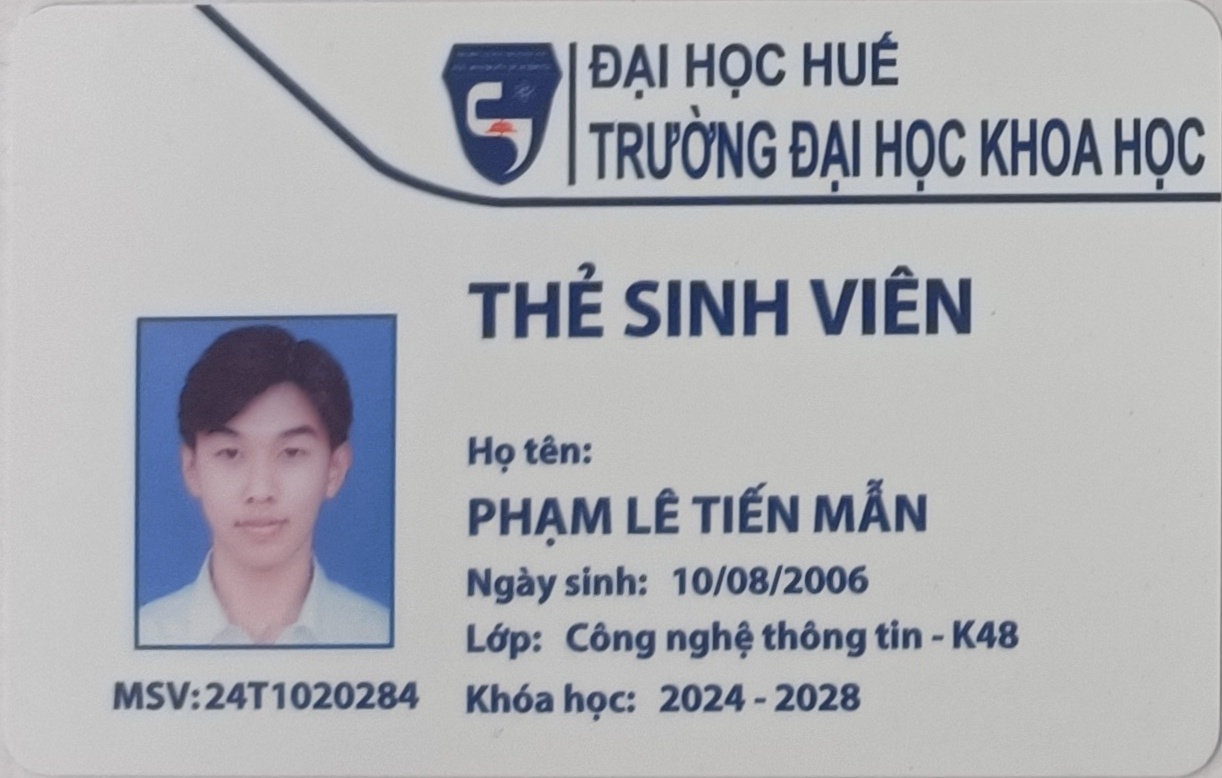 ĐẠI HỌC HUẾ
TRƯỜNG ĐẠI HỌC KHOA HỌC
THẺ SINH VIÊN
Họ tên:
PHẠM LÊ TIẾN MẪN
Ngày sinh: 10/08/2006
Lớp: Công nghệ thông tin - K48
Khóa học: 2024 - 2028
MSV:24T1020284